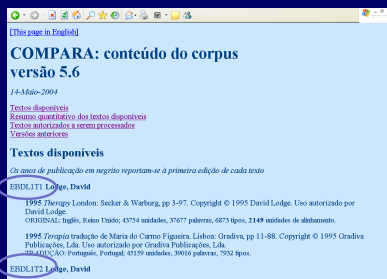 [This page in English]
COMPARA: conteúdo do corpus
versão 5.6
14-Maio-2004
Textos disponíveis
Resumo quantitativo dos textos disponíveis
Textos autorizados a serem processados
Versões anteriores
Textos disponíveis
Os anos de publicação em negrito reportam-se à primeira edição de cada texto
EBDLIT1 Lodge, David
1995 Therapy London: Secker & Warburg, pp 3-97. Copyright © 1995 David Lodge. Uso autorizado por
David Lodge.
ORIGINAL: Inglês, Reino Unido; 43754 unidades, 37677 palavras, 6873 tipos, 2149 unidades de alinhamento.
1995 Terapia tradução de Maria do Carmo Figueira. Lisboa: Gradiva, pp 11-88. Copyright © 1995 Gradiva
Publicações, Lda. Uso autorizado por Gradiva Publicações, Lda.
TRADUÇÃO: Português, Portugal; 45159 unidades, 39016 palavras, 7932 tipos.
EBDLIT2 Lodge, David